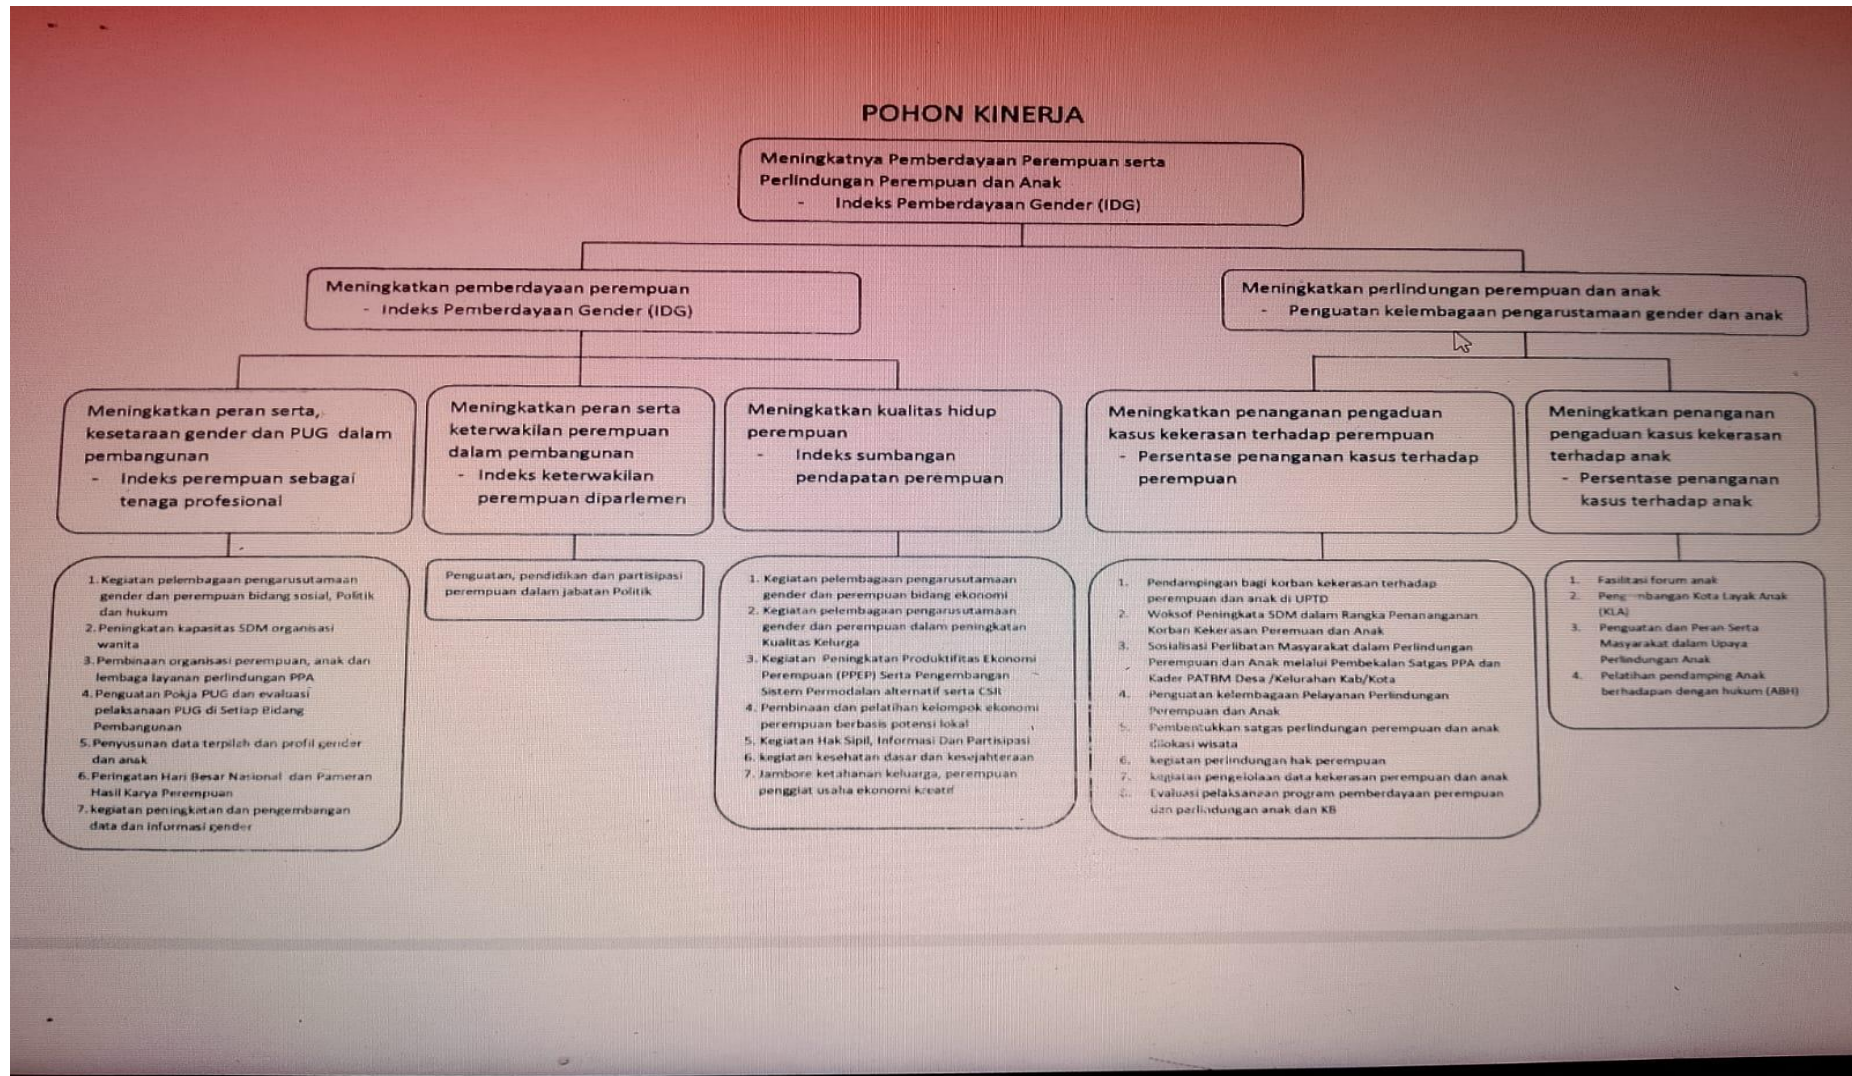 POHON KINERJA
Meningkatnya Pemberdayaan Perempuan serta
Perlindungan Perempuan dan Anak
- Indeks Pemberdayaan Gender (IDG)
Meningkatkan pemberdayaan perempuan
- Indeks Pemberdayaan Gender (IDG)
Meningkatkan perlindungan perempuan dan anak
- Penguatan kelembagaan pengarustamaan gender dan anak
Meningkatkan peran serta,
kesetaraan gender dan PUG dalam
pembangunan
- Indeks perempuan sebagai
tenaga profesional
Meningkatkan peran serta
keterwakilan perempuan
dalam pembangunan
- Indeks keterwakilan
perempuan diparlemen
Meningkatkan kualitas hidup
perempuan
- Indeks sumbangan
pendapatan perempuan
Meningkatkan penanganan pengaduan
kasus kekerasan terhadap perempuan
- Persentase penanganan kasus terhadap
perempuan
Meningkatkan penanganan
pengaduan kasus kekerasan
terhadap anak
- Persentase penanganan
kasus terhadap anak
1. Kegiatan pelembagaan pengarusutamaan
gender dan perempuan bidang sosial, Politik
dan hukum
2. Peningkatan kapasitas SDM organisasi
wanita
3. Pembinaan organisasi perempuan, anak dan
lembaga layanan perlindungan PPA
4. Penguatan Pokja PUG dan evaluasi
pelaksanaan PUG di Setiap Bidang
Pembangunan
5. Penyusunan data terpilah dan profil gender
dan anak
6. Peringatan Hari Besar Nasional dan Pameran
Hasil Karya Perempuan
7. kegiatan peningkatan dan pengembangan
data dan informasi gender
Penguatan, pendidikan dan partisipasi
perempuan dalam jabatan Politik
1. Kegiatan pelembagaan pengarusutamaan
gender dan perempuan bidang ekonomi
2. Kegiatan pelembagaan pengarusutamaan
gender dan perempuan dalam peningkatan
Kualitas Kelurga
3. Kegiatan Peningkatan Produktifitas Ekonomi
Perempuan (PPEP) Serta Pengembangan
Sistem Permodalan alternatif serta CSR
4. Pembinaan dan pelatihan kelompok ekonomi
perempuan berbasis potensi lokal
5. Kegiatan Hak Sipil, Informasi Dan Partisipasi
6. kegiatan kesehatan dasar dan kesejahteraan
7. Jambore ketahanan keluarga, perempuan
penggiat usaha ekonomi kreatif
1. Pendampingan bagi korban kekerasan terhadap
perempuan dan anak di UPTD
2. Woksof Peningkata SDM dalam Rangka Penananganan
Korban Kekerasan Peremuan dan Anak
3. Sosialisasi Perlibatan Masyarakat dalam Perlindungan
Perempuan dan Anak melalui Pembekalan Satgas PPA dan
Kader PATBM Desa /Kelurahan Kab/Kota
4. Penguatan kelembagaan Pelayanan Perlindungan
Perempuan dan Anak
5. Pembentukkan satgas perlindungan perempuan dan anak
dilokasi wisata
6. kegiatan perlindungan hak perempuan
7. kegiatan pengelolaan data kekerasan perempuan dan anak
Evaluasi pelaksanaan program pemberdayaan perempuan
dan perlindungan anak dan KB
1. Fasilitasi forum anak
2. Kota Layak Anak
(KLA)
3. Penguatan dan Peran Serta
Masyarakat dalam Upaya
Perlindungan Anak
4. Pelatihan pendamping Anak
berhadapan dengan hukum (ABH)